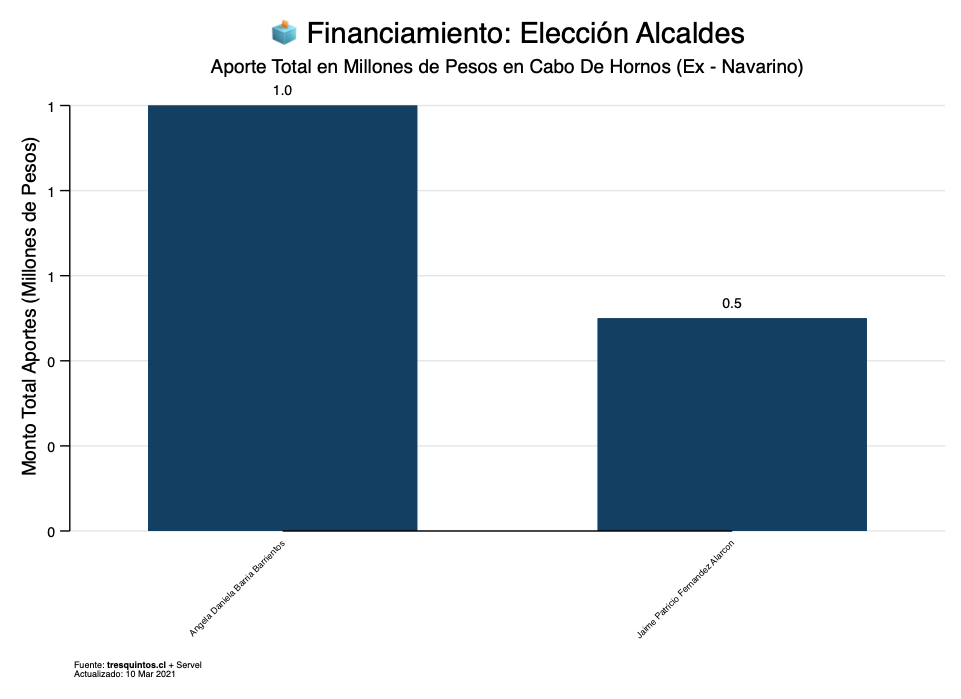 🗳️ Financiamiento: Elección Alcaldes
Aporte Total en Millones de Pesos en Cabo De Hornos (Ex - Navarino)
Monto Total Aportes (Millones de Pesos)
1
1
1
0
0
0
1.0
0.5
Angela Daniela Barria Barrientos
Jaime Patricio Fernandez Alarcon
Fuente: tresquintos.cl + Servel
Actualizado: 10 Mar 2021